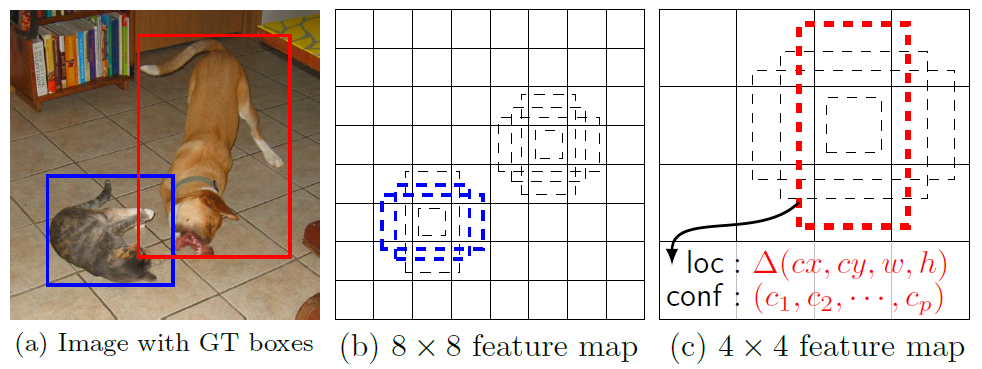 loc : Δ(cx, cy, w, h)
conf : (c₁, c₂, ⋯, cₚ)
(a) Image with GT boxes
(b) 8 × 8 feature map
(c) 4 × 4 feature map